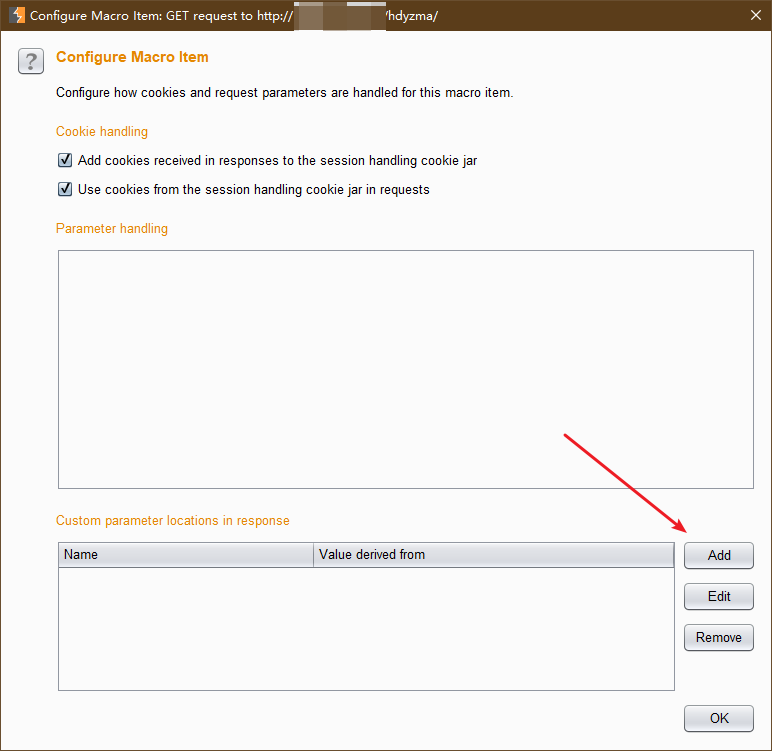 Configure Macro Item: GET request to http:// /hdyzma/
?
Configure Macro Item
Configure how cookies and request parameters are handled for this macro item.
Cookie handling
Add cookies received in responses to the session handling cookie jar
Use cookies from the session handling cookie jar in requests
Parameter handling
Custom parameter locations in response
Name Value derived from
Add
Edit
Remove
OK